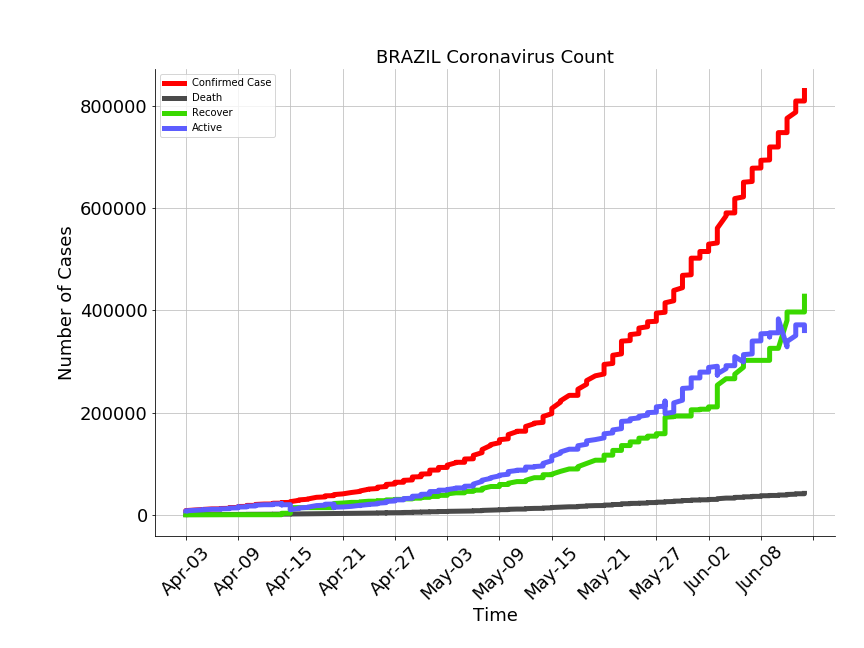 BRAZIL Coronavirus Count
Confirmed Case
Death
Recover
Active
800000
600000
400000
200000
0
Number of Cases
Apr-03
Apr-09
Apr-15
Apr-21
Apr-27
May-03
May-09
May-15
May-21
May-27
Jun-02
Jun-08
Time